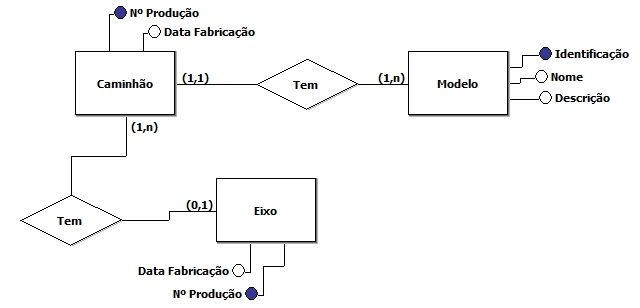 Nº Produção
Data Fabricação
Caminhão
(1,1)
Tem
(1,n)
Modelo
Identificação
Nome
Descrição
(1,n)
Tem
(0,1)
Eixo
Data Fabricação
Nº Produção